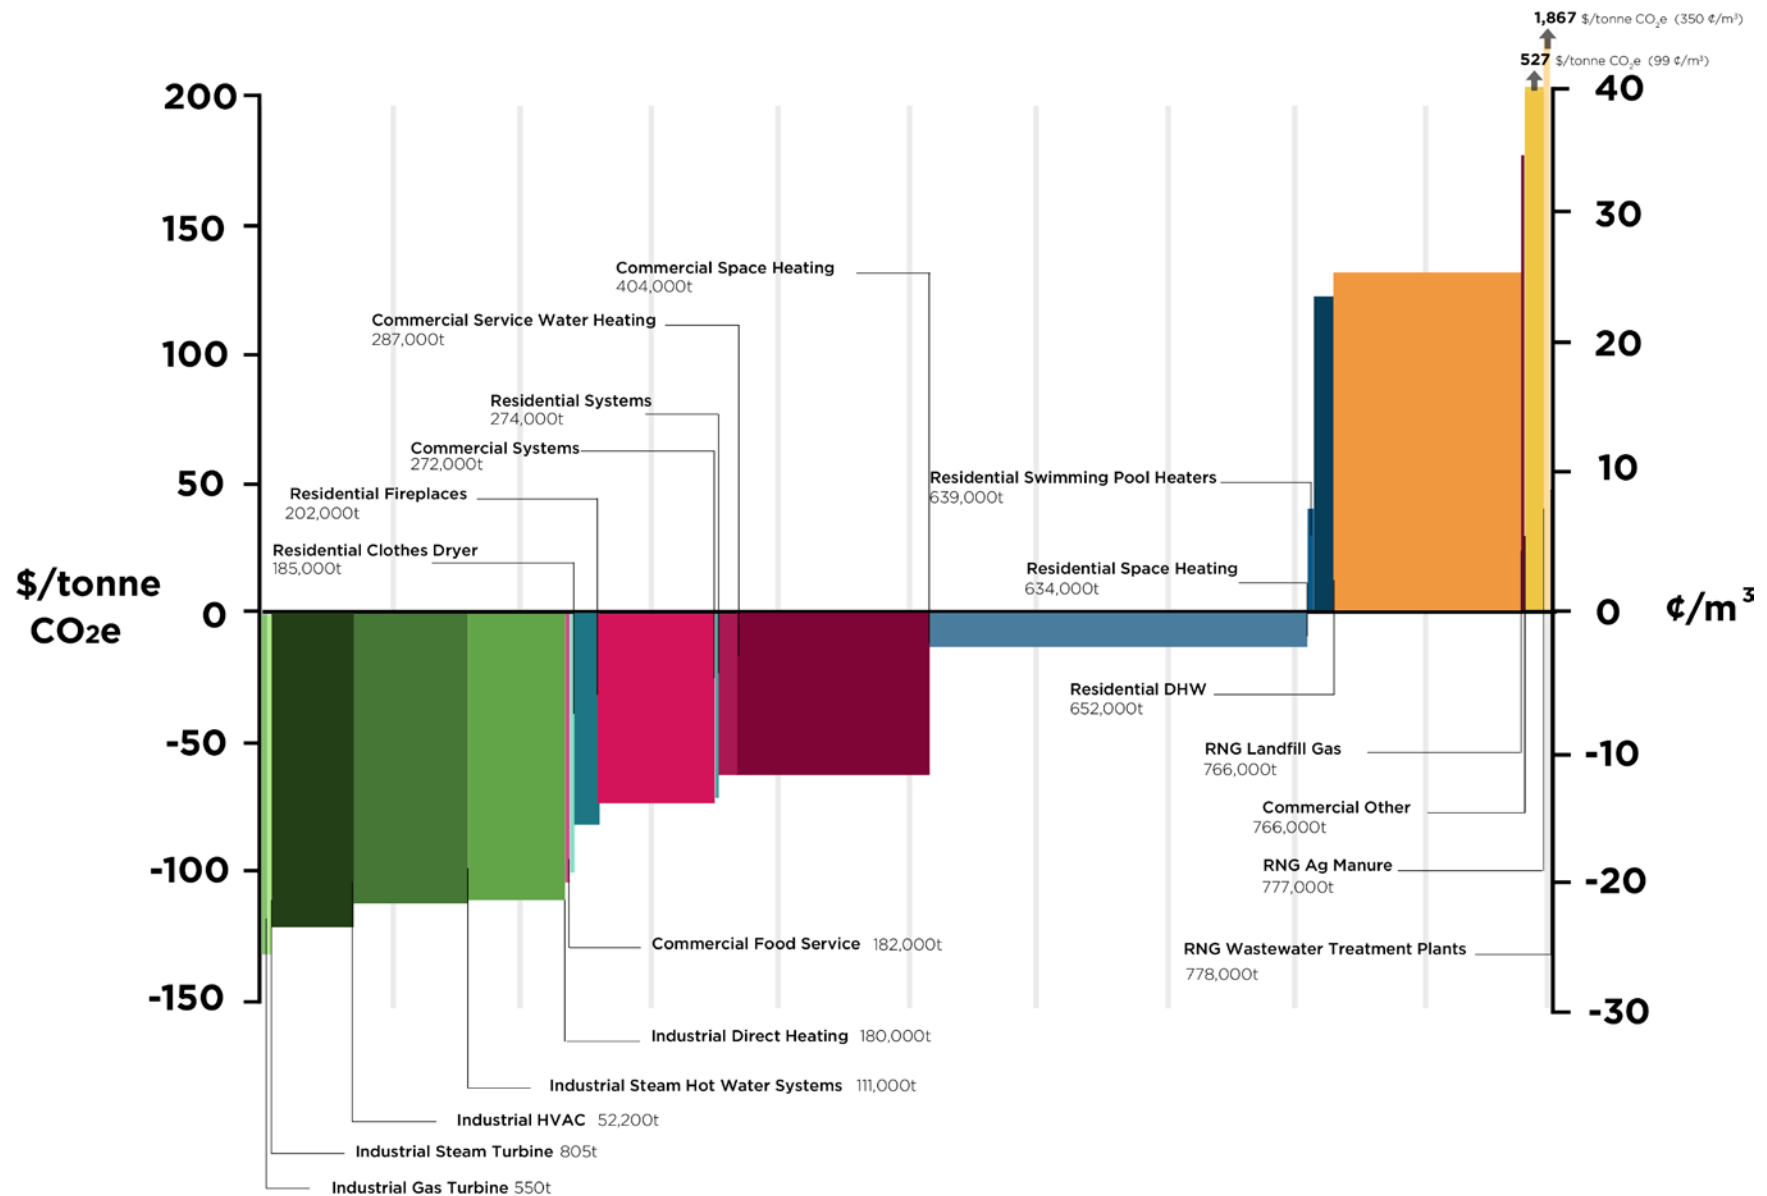 1,867 $/tonne CO2e (350 ¢/m³)
527 $/tonne CO2e (99 ¢/m³)
200
40
150
30
Commercial Space Heating
404,000t
Commercial Service Water Heating
287,000t
100
20
Residential Systems
274,000t
Commercial Systems
272,000t
50
10
Residential Swimming Pool Heaters
639,000t
Residential Fireplaces
202,000t
Residential Clothes Dryer
185,000t
Residential Space Heating
634,000t
$/tonne
CO2e
0
0
¢/m³
Residential DHW
652,000t
-50
-10
RNG Landfill Gas
766,000t
Commercial Other
766,000t
-100
-20
RNG Ag Manure
777,000t
Commercial Food Service 182,000t
RNG Wastewater Treatment Plants
778,000t
-150
-30
Industrial Direct Heating 180,000t
Industrial Steam Hot Water Systems 111,000t
Industrial HVAC 52,200t
Industrial Steam Turbine 805t
Industrial Gas Turbine 550t